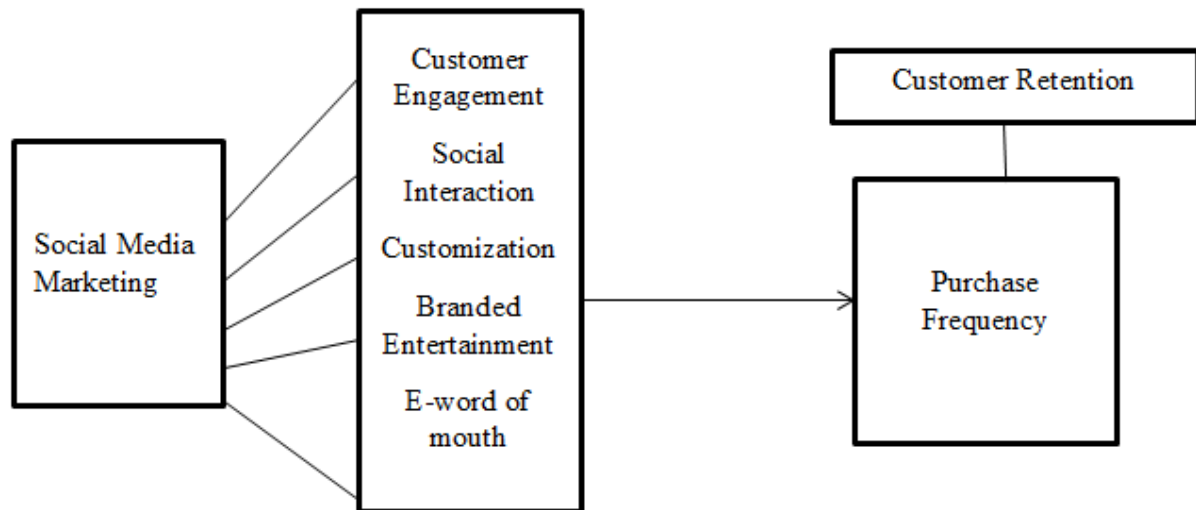 Social Media
Marketing
Customer
Engagement
Social
Interaction
Customization
Branded
Entertainment
E-word of
mouth
Customer Retention
Purchase
Frequency